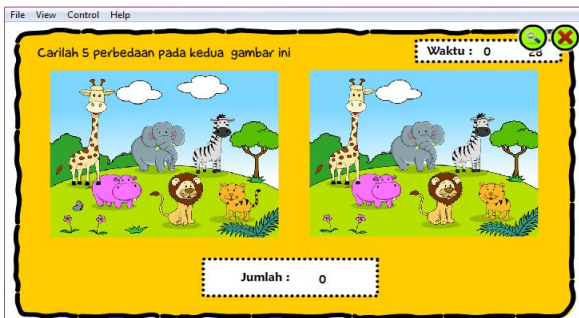 File View Control Help
Carilah 5 perbedaan pada kedua gambar ini
Waktu : 0 28
Jumlah : 0